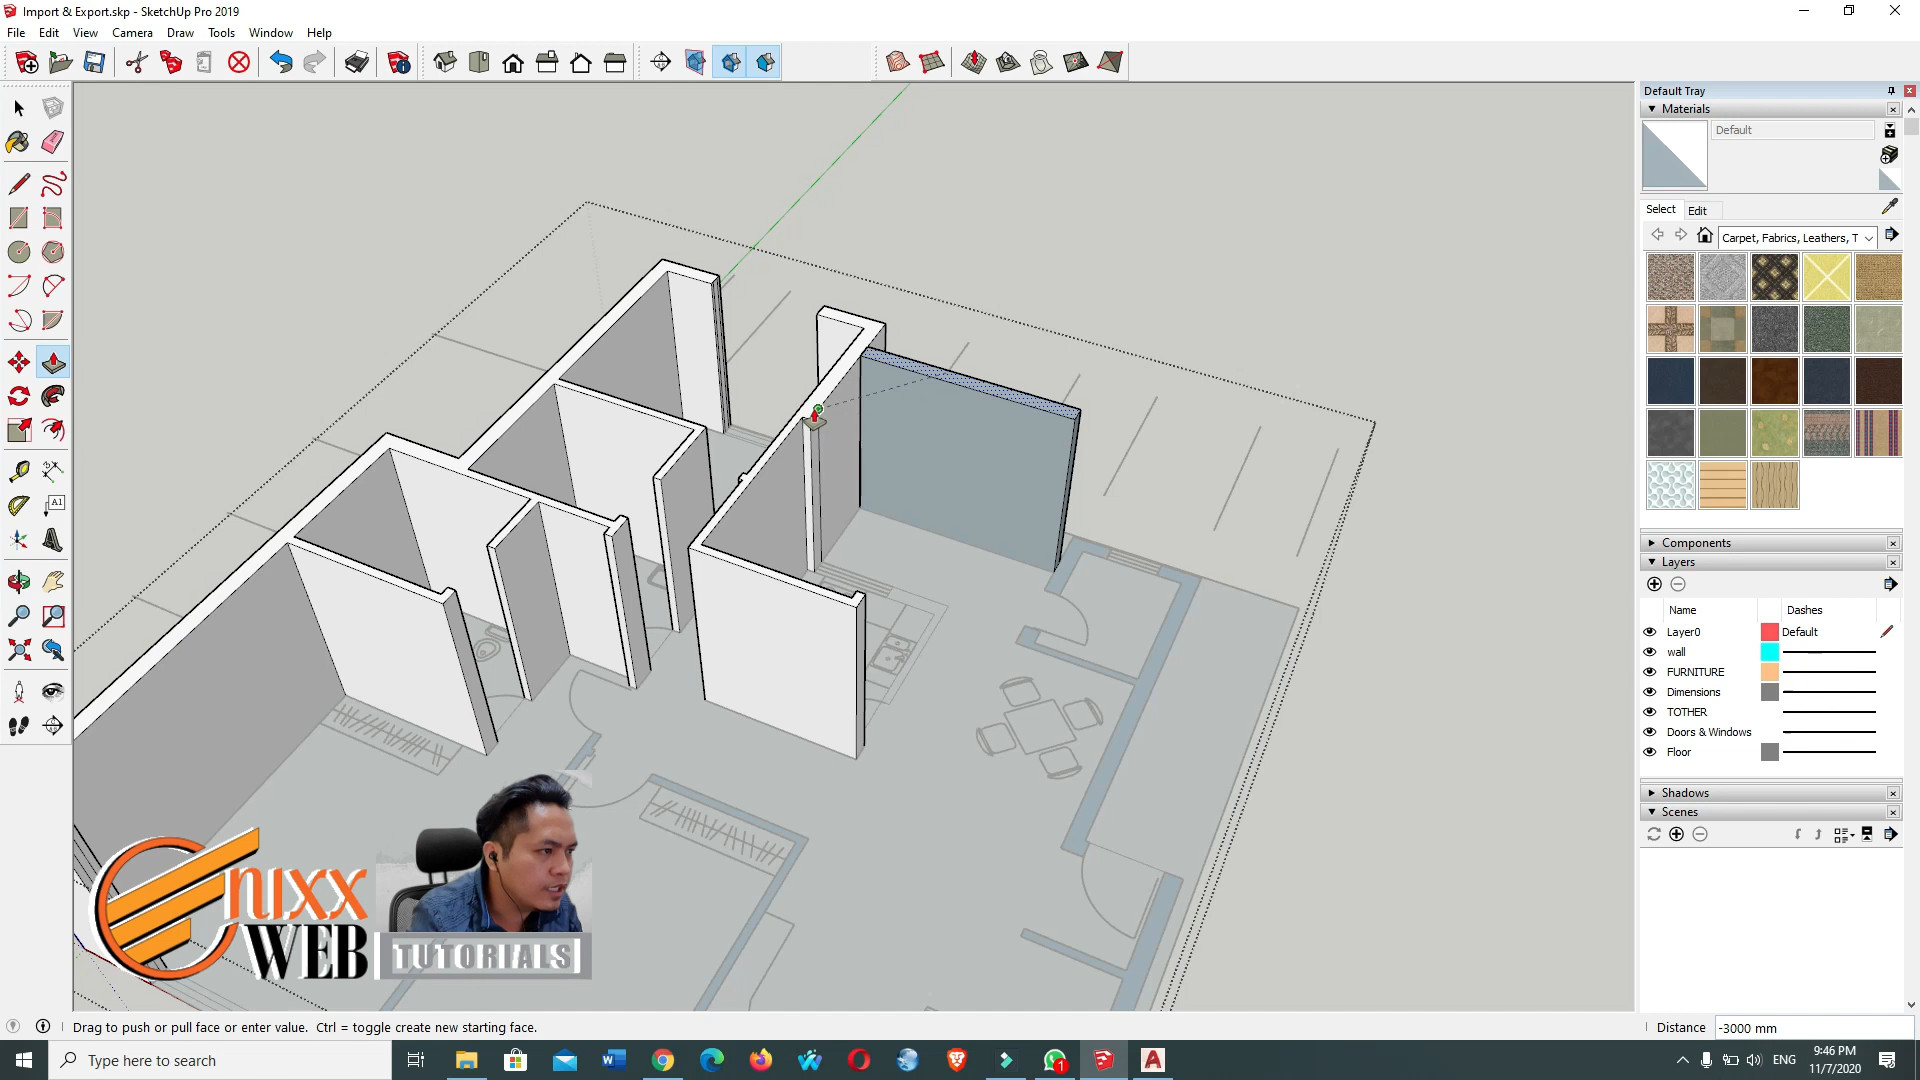 Import & Export.skp - SketchUp Pro 2019
File Edit View Camera Draw Tools Window Help
Default Tray
Materials
Default
Select Edit
Carpet, Fabrics, Leathers, T
A1
Components
Layers
Name Dashes
Layer0 Default
wall
FURNITURE
Dimensions
TOTHER
Doors & Windows
Floor
Shadows
Scenes
NIXX
WEB
TUTORIALS
Drag to push or pull face or enter value. Ctrl = toggle create new starting face.
Distance -3000 mm
Type here to search
1
ENG
9:46 PM
11/7/2020